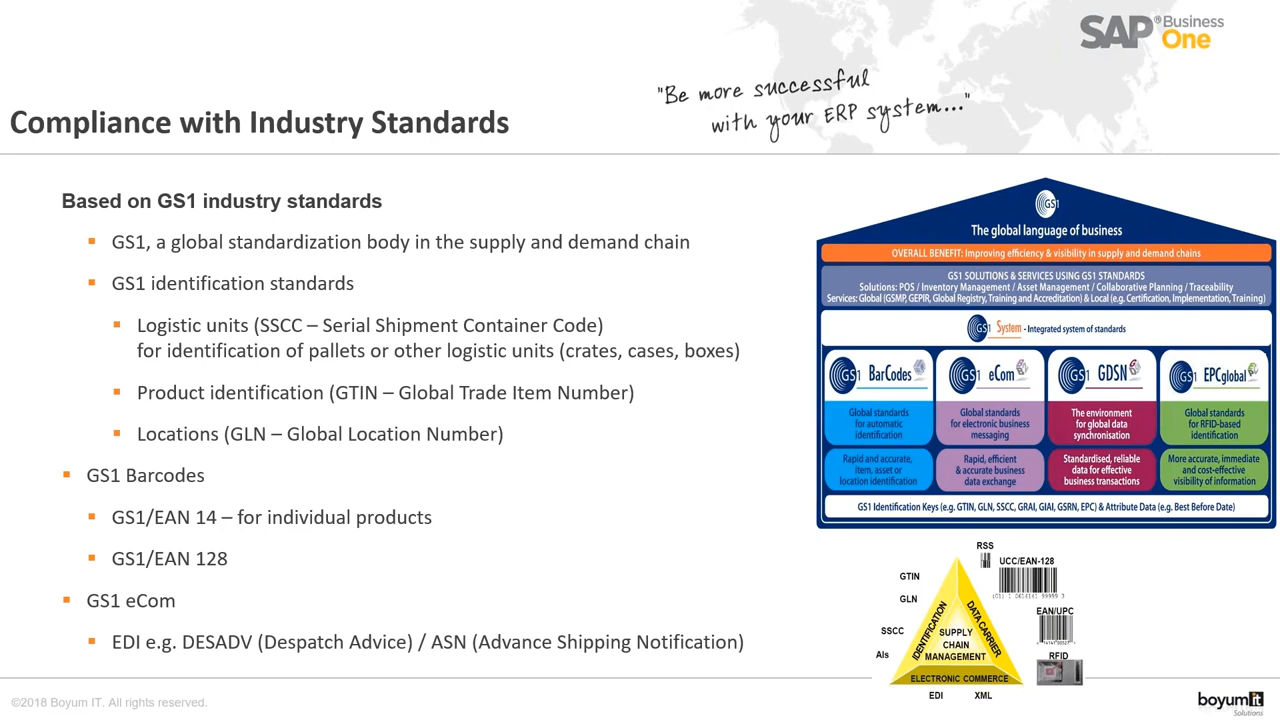 SAP® Business
One
"Be more successful
with your ERP system..."
Compliance with Industry Standards
Based on GS1 industry standards
GS1, a global standardization body in the supply and demand chain
GS1 identification standards
Logistic units (SSCC – Serial Shipment Container Code)
for identification of pallets or other logistic units (crates, cases, boxes)
Product identification (GTIN – Global Trade Item Number)
Locations (GLN – Global Location Number)
GS1 Barcodes
GS1/EAN 14 – for individual products
GS1/EAN 128
GS1 eCom
EDI e.g. DESADV (Despatch Advice) / ASN (Advance Shipping Notification)
GS1
The global language of business
OVERALL BENEFIT: Improving efficiency & visibility in supply and demand chains
GS1 SOLUTIONS & SERVICES USING GS1 STANDARDS
Solutions: POS / Inventory Management / Asset Management / Collaborative Planning / Traceability
Services: Global (GSMP, GEPIR, Global Registry, Training and Accreditation) & Local (e.g. Certification, Implementation, Training)
GS1 System - Integrated system of standards
GS1 BarCodes
Global standards
for automatic
identification
Rapid and accurate,
item, asset or
location identification
GS1 eCom
Global standards
for electronic business
messaging
Rapid, efficient
& accurate business
data exchange
GS1 GDSN
The environment
for global data
synchronisation
Standardised, reliable
data for effective
business transactions
GS1 EPCglobal
Global standards
for RFID-based
identification
More accurate, immediate
and cost-effective
visibility of information
GS1 Identification Keys (e.g. GTIN, GLN, SSCC, GRAI, GIAI, GSRN, EPC) & Attribute Data (e.g. Best Before Date)
RSS
UCC/EAN-128
GTIN
GLN
SSCC
AIs
EAN/UPC
RFID
IDENTIFICATION
DATA CARRIER
SUPPLY
CHAIN
MANAGEMENT
ELECTRONIC COMMERCE
EDI
XML
©2018 Boyum IT. All rights reserved.
boyum it
Solutions